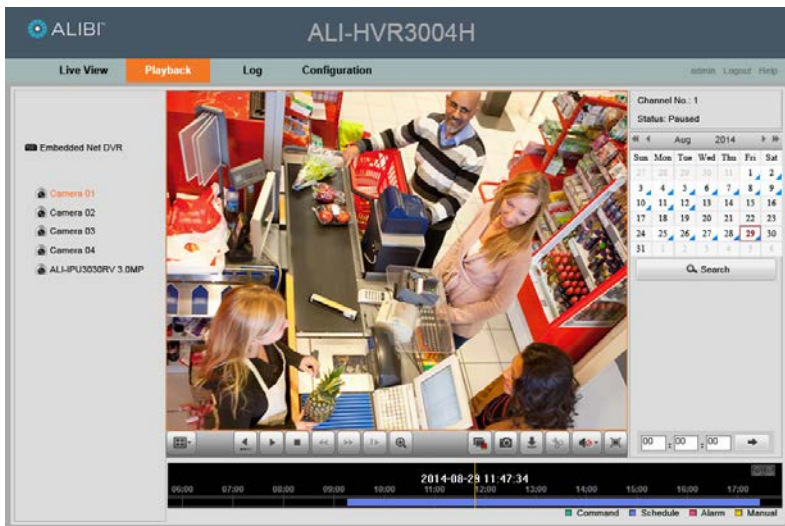 ALIBI™
ALI-HVR3004H
Live View Playback Log Configuration
admin Logout Help
Embedded Net DVR
Camera 01
Camera 02
Camera 03
Camera 04
ALI-IPU3030RV 3.0MP
Channel No.: 1
Status: Paused
Aug 2014
Sun Mon Tue Wed Thu Fri Sat
27 28 29 30 31 1 2
3 4 5 6 7 8 9
10 11 12 13 14 15 16
17 18 19 20 21 22 23
24 25 26 27 28 29 30
31 1 2 3 4 5 6
Search
00 : 00 : 00
2014-08-29 11:47:34
06:00 07:00 08:00 09:00 10:00 11:00 12:00 13:00 14:00 15:00 16:00 17:00
Command Schedule Alarm Manual